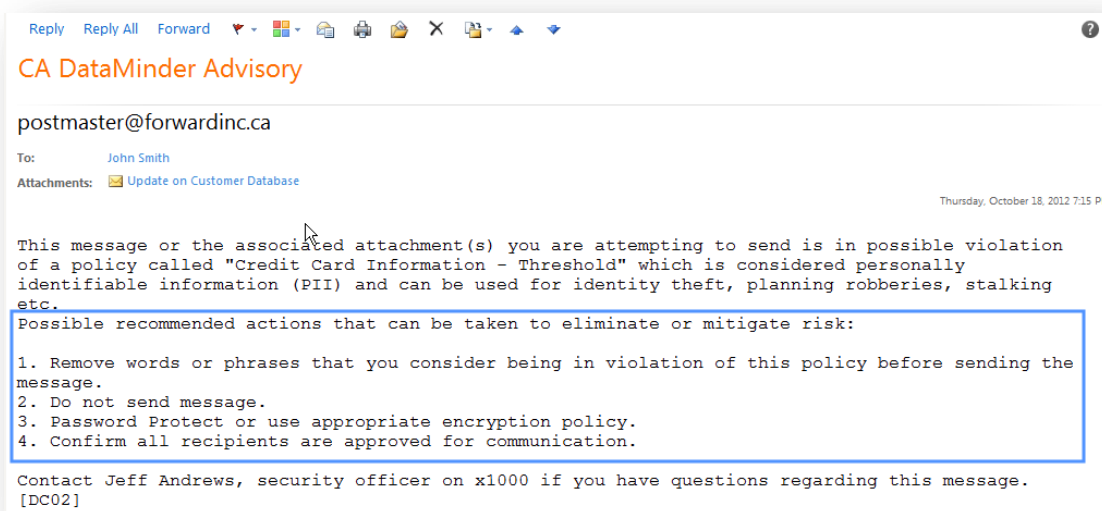 Reply Reply All Forward
CA DataMinder Advisory
postmaster@forwardinc.ca
To: John Smith
Attachments: Update on Customer Database
Thursday, October 18, 2012 7:15 P
This message or the associated attachment(s) you are attempting to send is in possible violation
of a policy called "Credit Card Information - Threshold" which is considered personally
identifiable information (PII) and can be used for identity theft, planning robberies, stalking
etc.
Possible recommended actions that can be taken to eliminate or mitigate risk:
1. Remove words or phrases that you consider being in violation of this policy before sending the
message.
2. Do not send message.
3. Password Protect or use appropriate encryption policy.
4. Confirm all recipients are approved for communication.
Contact Jeff Andrews, security officer on x1000 if you have questions regarding this message.
[DC02]